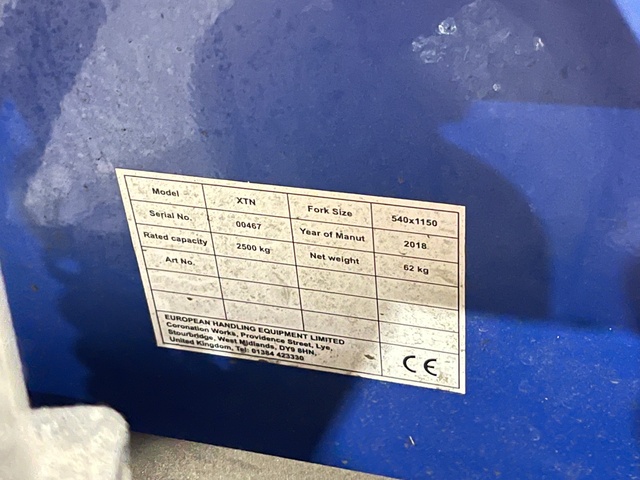 Model XTN Fork Size 540x1150
Serial No. 00467 Year of Manut 2018
Rated capacity 2500 kg Net weight 62 kg
Art No.
EUROPEAN HANDLING EQUIPMENT LIMITED
Coronation Works, Providence Street, Lye,
Stourbridge, West Midlands, DY9 8HN.
United Kingdom, Tel: 01384 423330
CE